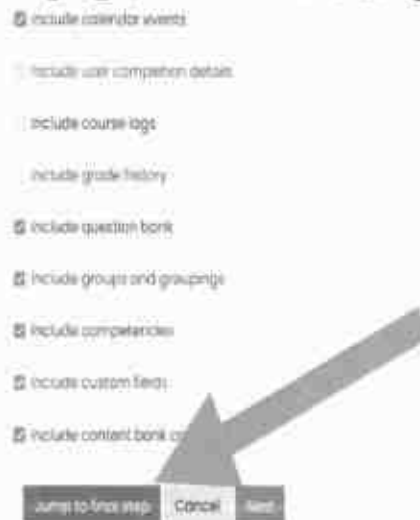 Include calendar events
Include user completion details
Include course logs
Include grade history
Include question bank
Include groups and groupings
Include competencies
Include custom fields
Include content bank
Jump to final step Cancel Next